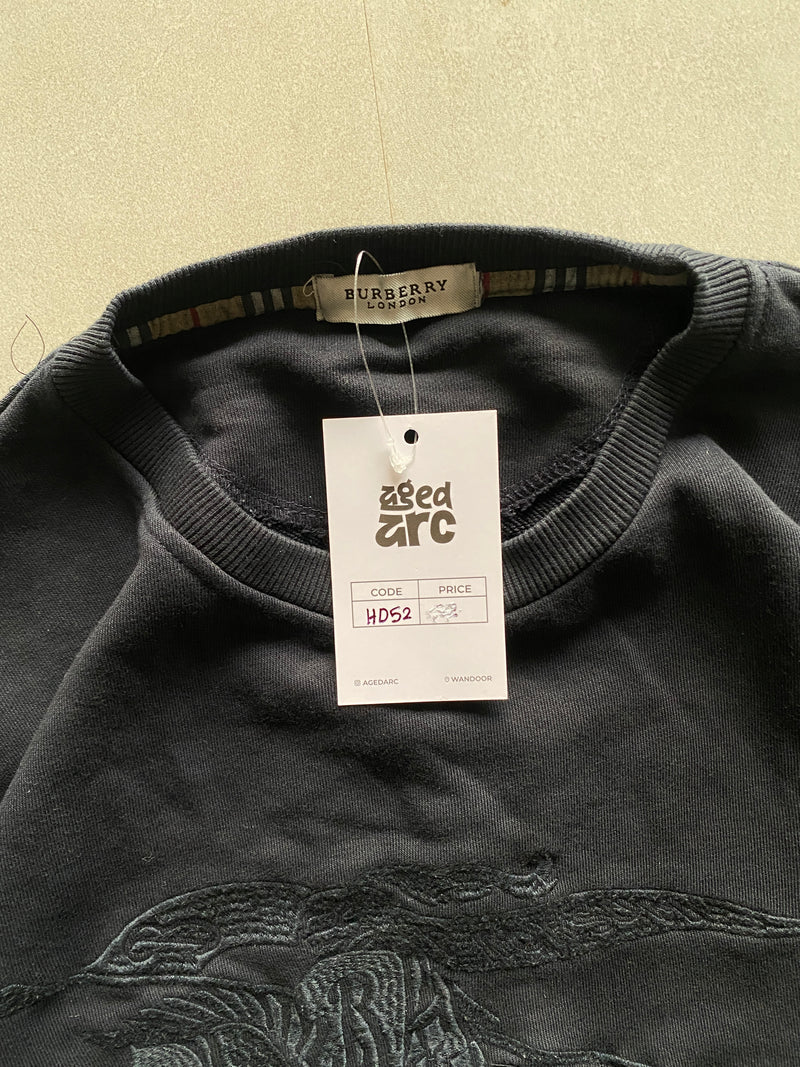 BURBERRY
LONDON
aged
arc
CODE PRICE
HD52
AGEDARC WANDOOR